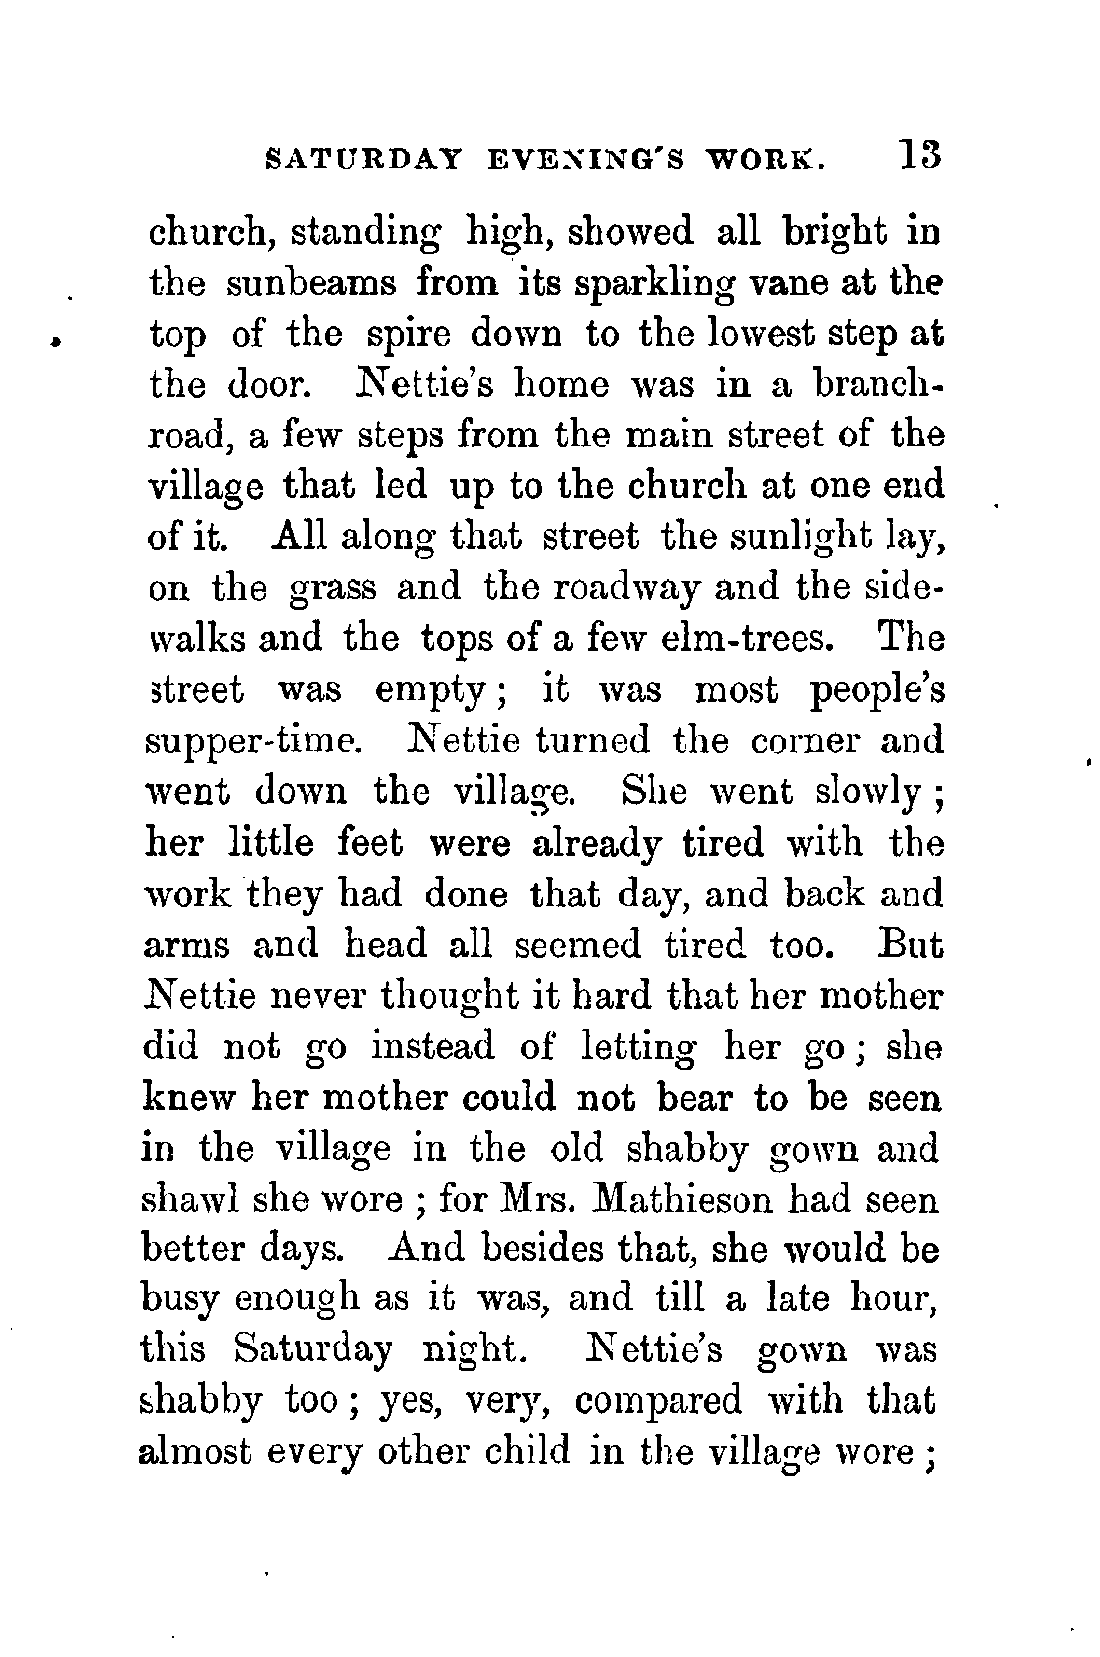 SATURDAY EVENING'S WORK. 13
church, standing high, showed all bright in
the sunbeams from its sparkling vane at the
top of the spire down to the lowest step at
the door. Nettie's home was in a branch-
road, a few steps from the main street of the
village that led up to the church at one end
of it. All along that street the sunlight lay,
on the grass and the roadway and the side-
walks and the tops of a few elm-trees. The
street was empty ; it was most people's
supper-time. Nettie turned the corner and
went down the village. She went slowly ;
her little feet were already tired with the
work they had done that day, and back and
arms and head all seemed tired too. But
Nettie never thought it hard that her mother
did not go instead of letting her go ; she
knew her mother could not bear to be seen
in the village in the old shabby gown and
shawl she wore ; for Mrs. Mathieson had seen
better days. And besides that, she would be
busy enough as it was, and till a late hour,
this Saturday night. Nettie's gown was
shabby too ; yes, very, compared with that
almost every other child in the village wore ;